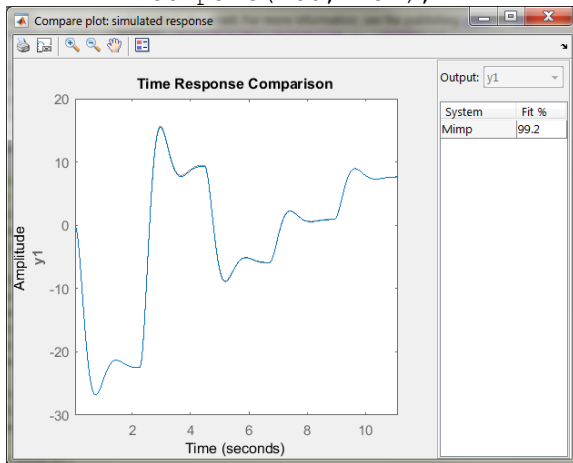 Compare plot: simulated response
Output: y1
System Fit %
Mimp 99.2
Time Response Comparison
20
10
0
-10
-20
-30
Amplitude
y1
2 4 6 8 10
Time (seconds)